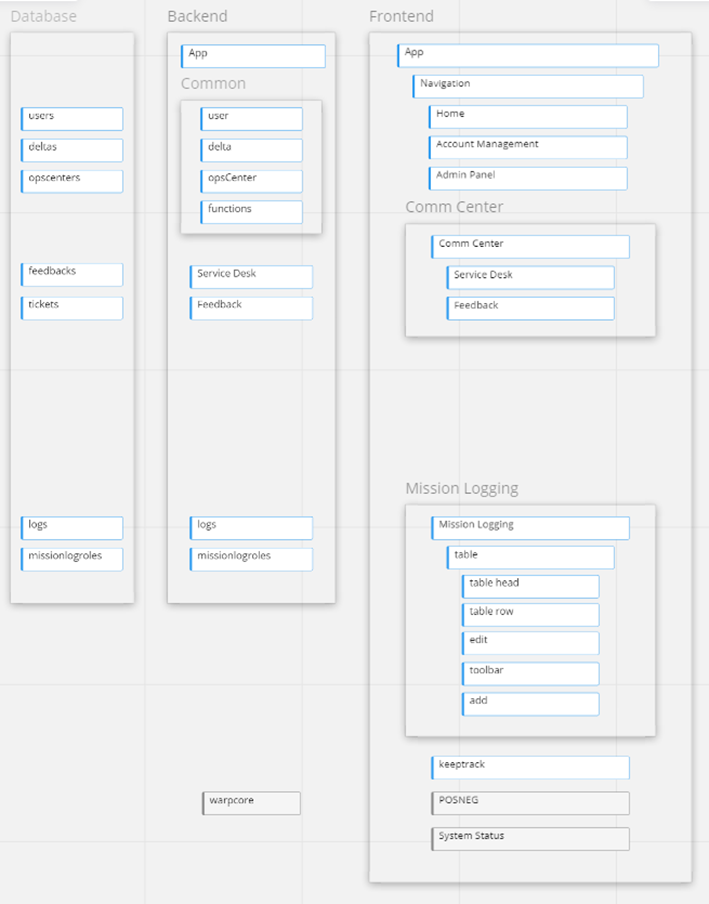 Database
users
deltas
opscenters
feedbacks
tickets
logs
missionlogroles
Backend
App
Common
user
delta
opsCenter
functions
Service Desk
Feedback
logs
missionlogroles
warpcore
Frontend
App
Navigation
Home
Account Management
Admin Panel
Comm Center
Comm Center
Service Desk
Feedback
Mission Logging
Mission Logging
table
table head
table row
edit
toolbar
add
keeptrack
POSNEG
System Status